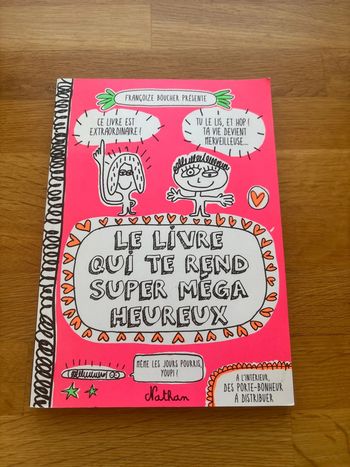 FRANÇOIZE BOUCHER PRÉSENTE
CE LIVRE EST
EXTRAORDINAIRE !
TU LE LIS, ET HOP !
TA VIE DEVIENT
MERVEILLEUSE...
LE LIVRE
QUI TE REND
SUPER MÉGA
HEUREUX
MÊME LES JOURS POURRIS,
YOUPI !
Nathan
A L'INTÉRIEUR,
DES PORTE-BONHEUR
À DISTRIBUER